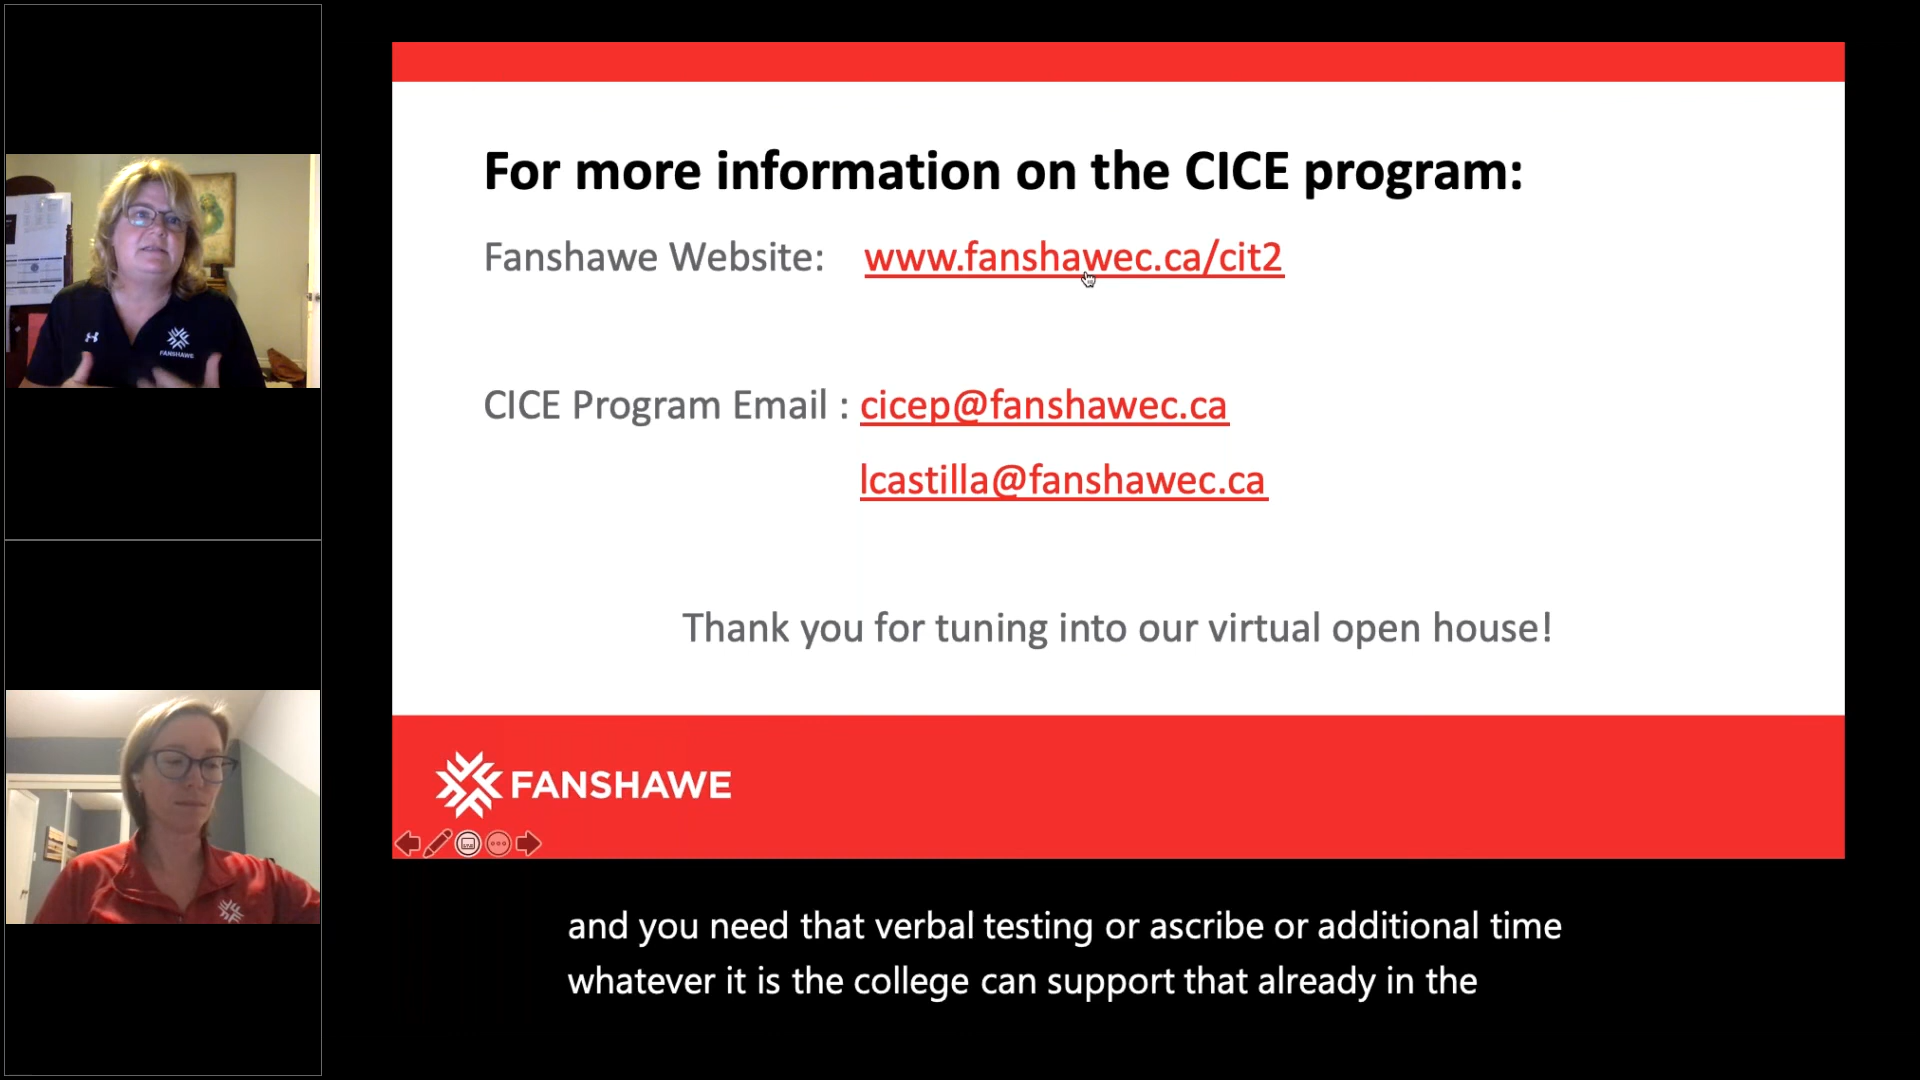 For more information on the CICE program:
Fanshawe Website: www.fanshawec.ca/cit2
CICE Program Email : cicep@fanshawec.ca
lcastilla@fanshawec.ca
Thank you for tuning into our virtual open house!
FANSHAWE
FANSHAWE
and you need that verbal testing or ascribe or additional time
whatever it is the college can support that already in the